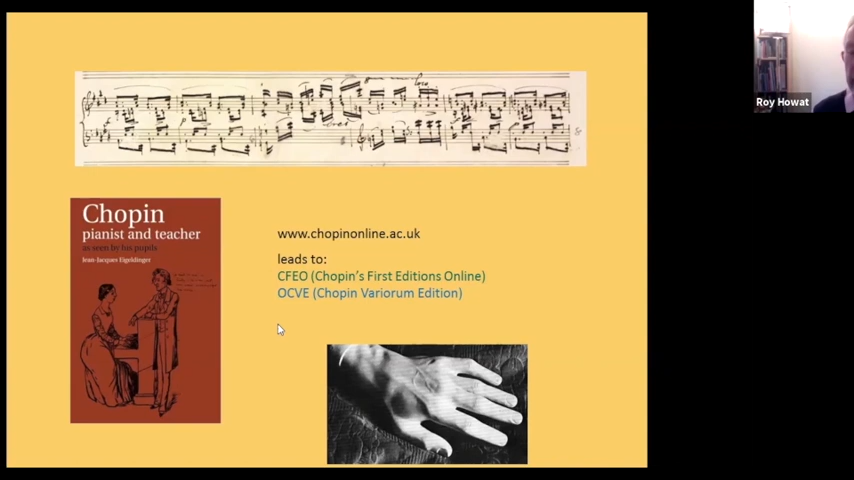 Roy Howat
Chopin
pianist and teacher
as seen by his pupils
Jean-Jacques Eigeldinger
www.chopinonline.ac.uk
leads to:
CFEO (Chopin's First Editions Online)
OCVE (Chopin Variorum Edition)